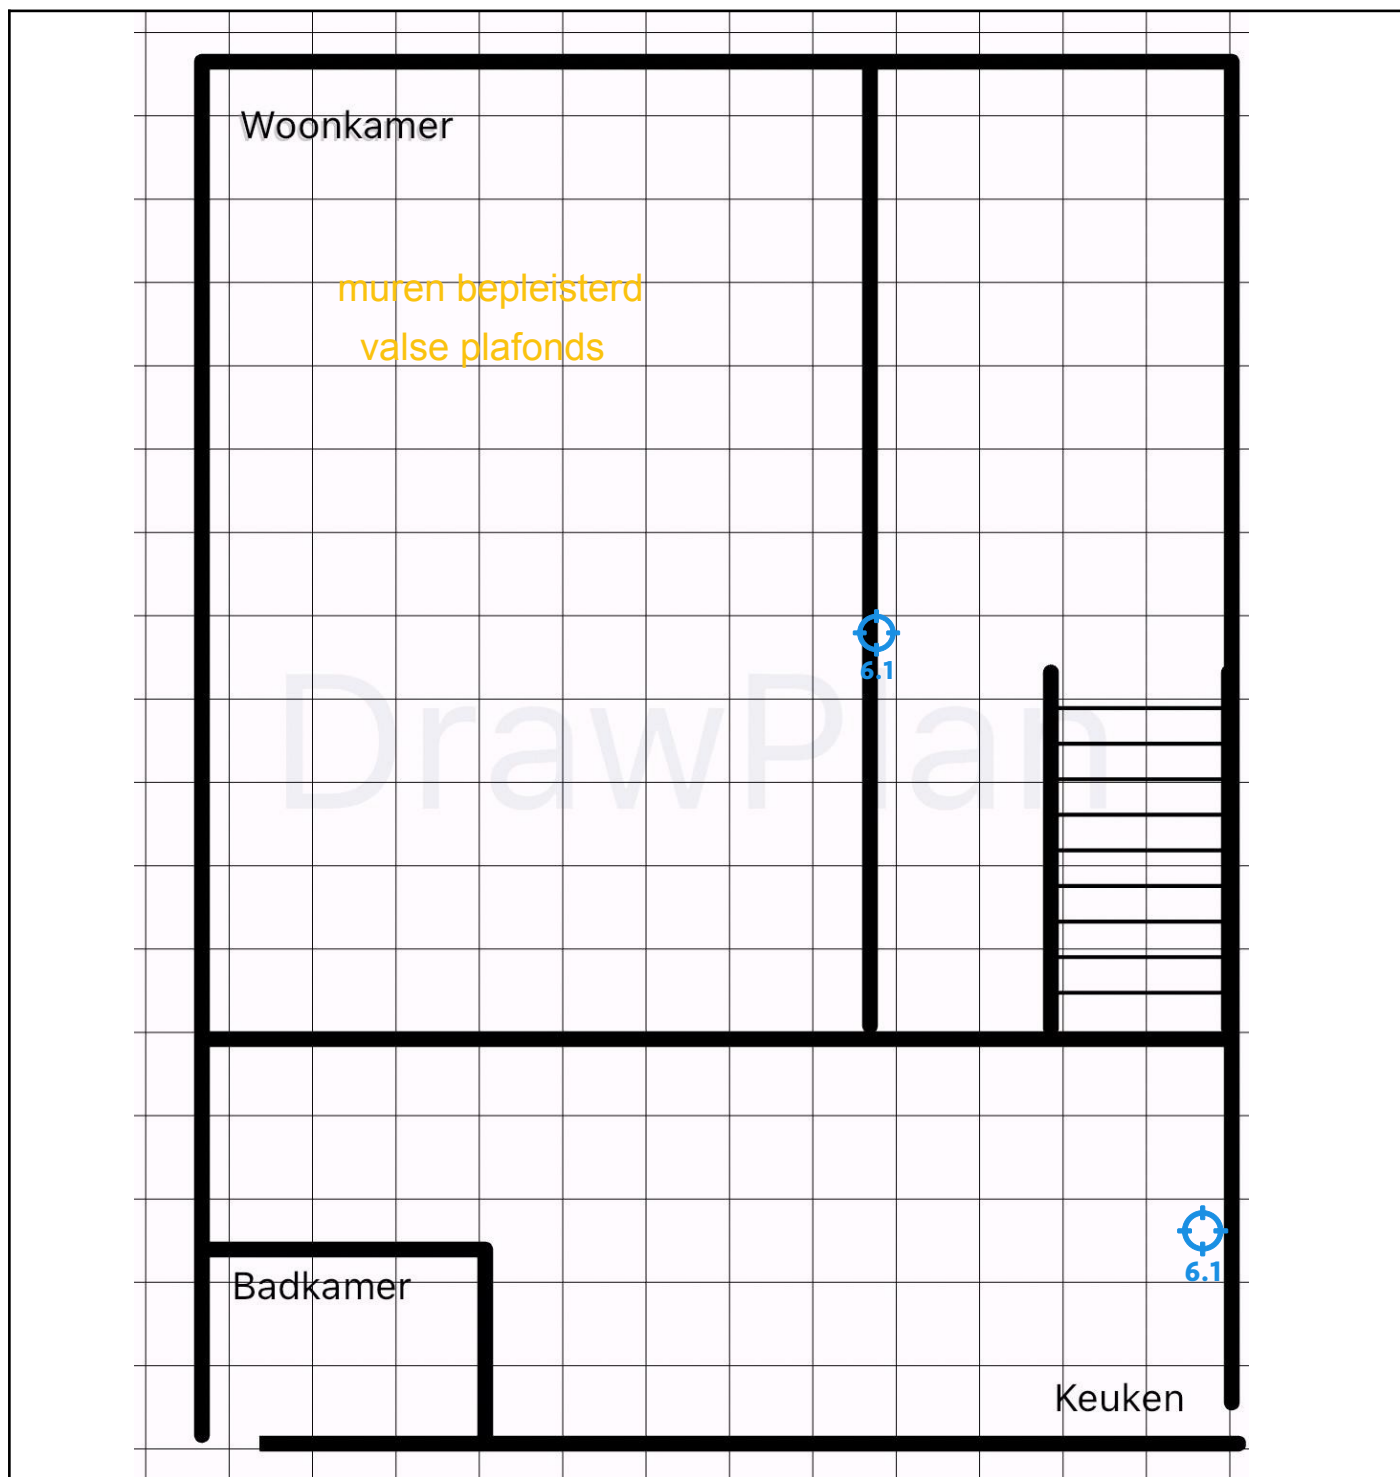 Woonkamer
muren bepleisterd
valse plafonds
6.1
DrawPlan
6.1
Badkamer
Keuken